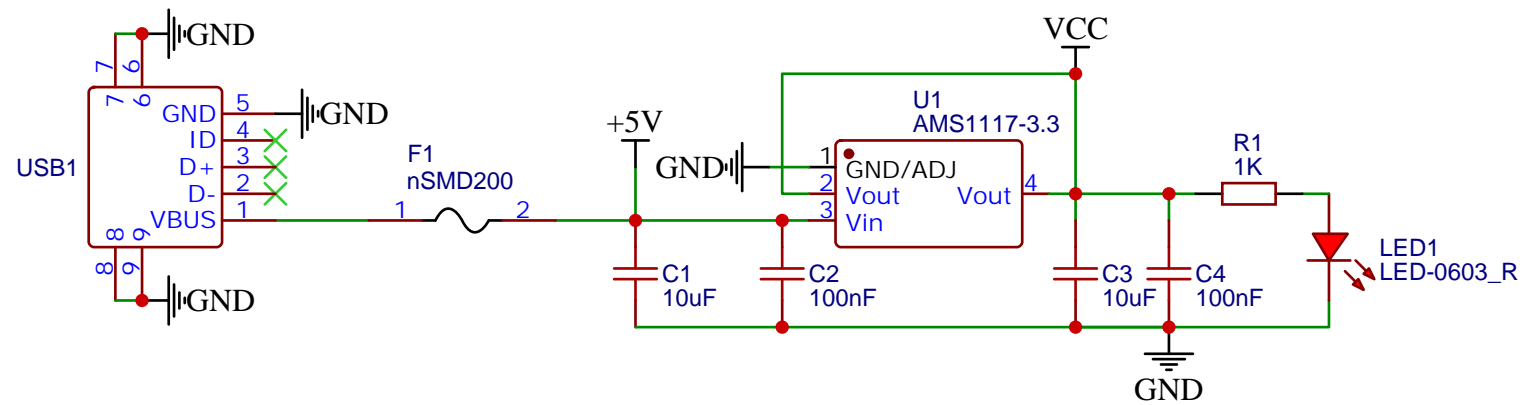 VCC
GND
7
6
7
6
GND
5
GND
ID
4
D+
3
D-
2
VBUS
1
USB1
8
9
8
9
GND
F1
nSMD200
1
2
+5V
GND
U1
AMS1117-3.3
1
GND/ADJ
2
Vout
Vout
4
3
Vin
R1
1K
C1
10uF
C2
100nF
C3
10uF
C4
100nF
LED1
LED-0603_R
GND